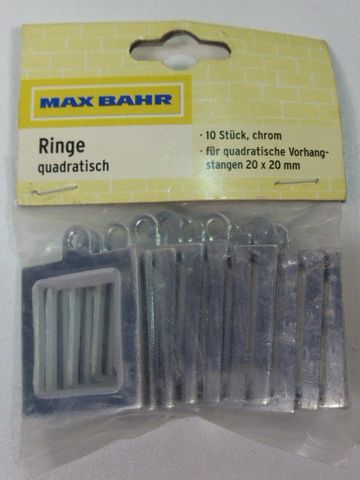 MAX BAHR
Ringe
quadratisch
· 10 Stück, chrom
· für quadratische Vorhang-
stangen 20 x 20 mm